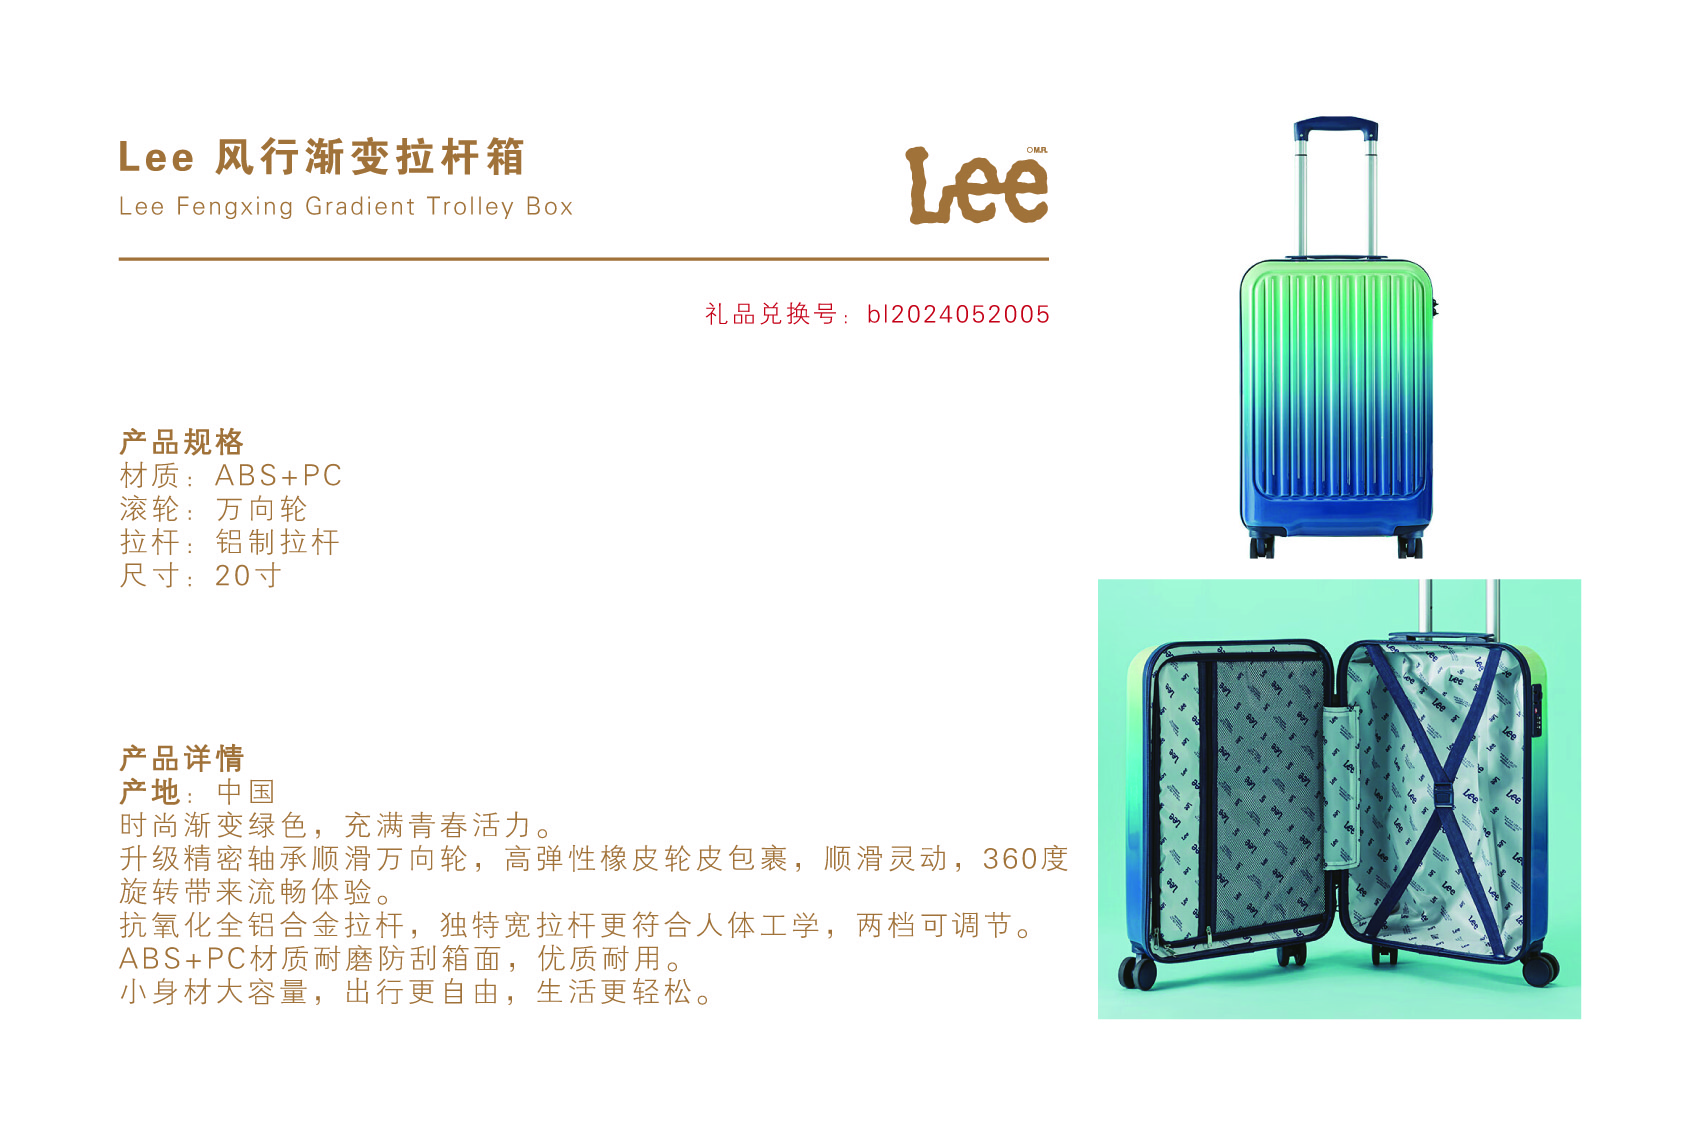 Lee 风行渐变拉杆箱
Lee Fengxing Gradient Trolley Box
Lee
礼品兑换号：bl2024052005
产品规格
材质：ABS+PC
滚轮：万向轮
拉杆：铝制拉杆
尺寸：20寸
产品详情
产地：中国
时尚渐变绿色，充满青春活力。
升级精密轴承顺滑万向轮，高弹性橡皮轮皮包裹，顺滑灵动，360度
旋转带来流畅体验。
抗氧化全铝合金拉杆，独特宽拉杆更符合人体工学，两档可调节。
ABS+PC材质耐磨防刮箱面，优质耐用。
小身材大容量，出行更自由，生活更轻松。